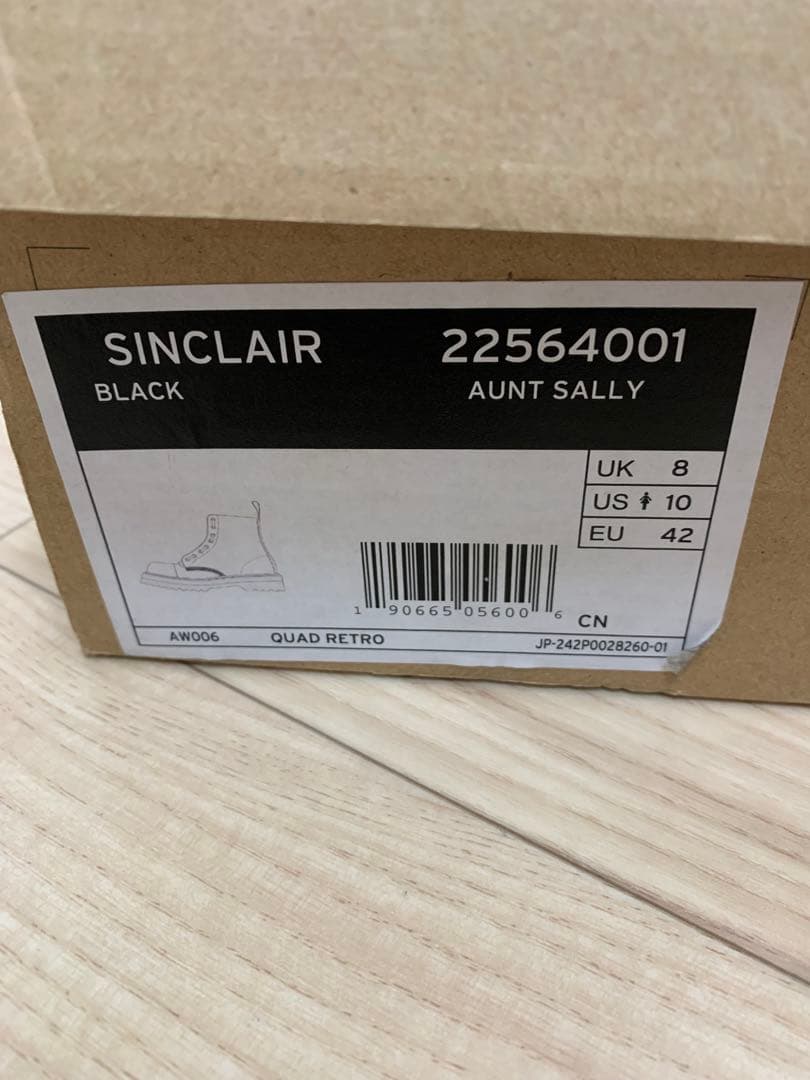 SINCLAIR 22564001
BLACK AUNT SALLY
UK 8
US 10
EU 42
1 90665 05600 6 CN
AW006 QUAD RETRO JP-242P0028260-01